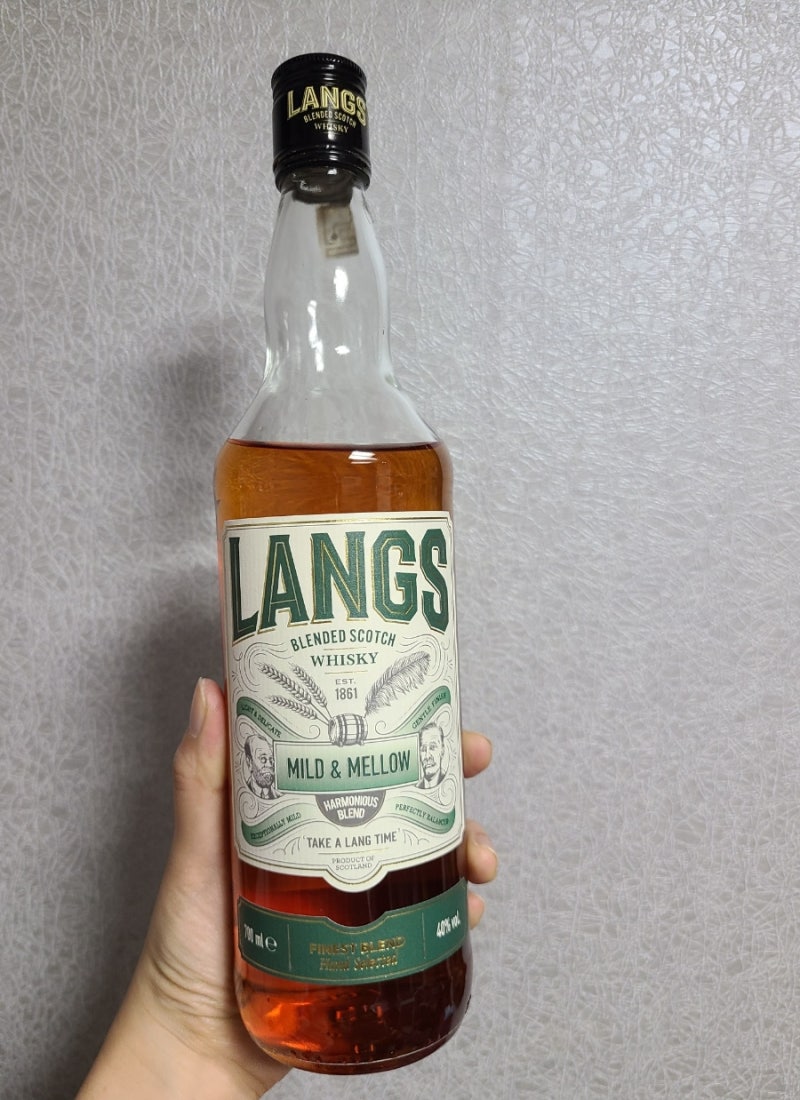 LANGS
BLENDED SCOTCH
WHISKY
LANGS
BLENDED SCOTCH
WHISKY
EST.
1861
LIGHT & DELICATE
GENTLE FINISH
MILD & MELLOW
HARMONIOUS
BLEND
EXCEPTIONALLY MILD
PERFECTLY BALANCED
'TAKE A LANG TIME'
PRODUCT OF
SCOTLAND
700 ml e
FINEST BLEND
Hand Selected
40% vol.